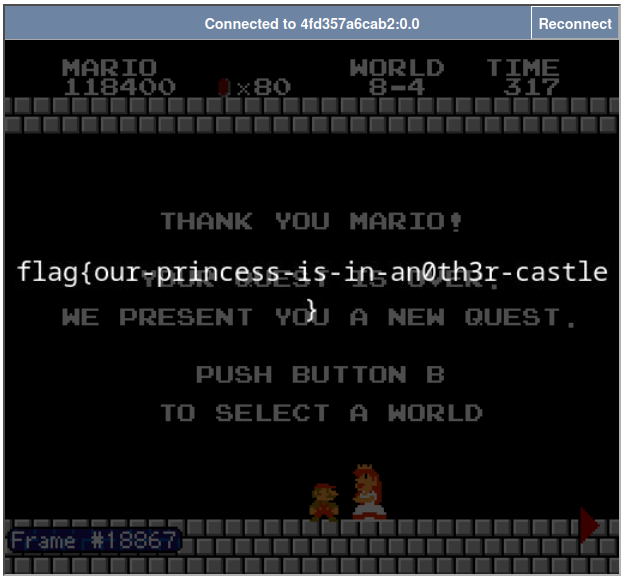 Connected to 4fd357a6cab2:0.0 Reconnect
MARIO WORLD TIME
118400 x80 8-4 317
THANK YOU MARIO!
flag{our-princess-is-in-an0th3r-castle
YOUR QUEST IS OVER.
}
WE PRESENT YOU A NEW QUEST.
PUSH BUTTON B
TO SELECT A WORLD
Frame #18867